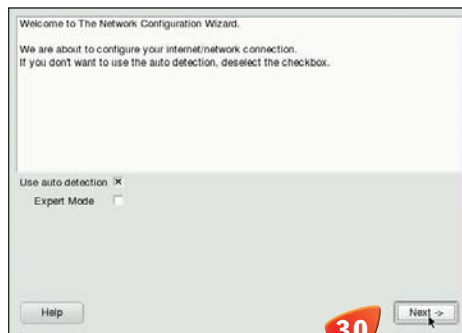 Welcome to The Network Configuration Wizard.
We are about to configure your internet/network connection.
If you don't want to use the auto detection, deselect the checkbox.
Use auto detection
Expert Mode
Help
30
Next ->